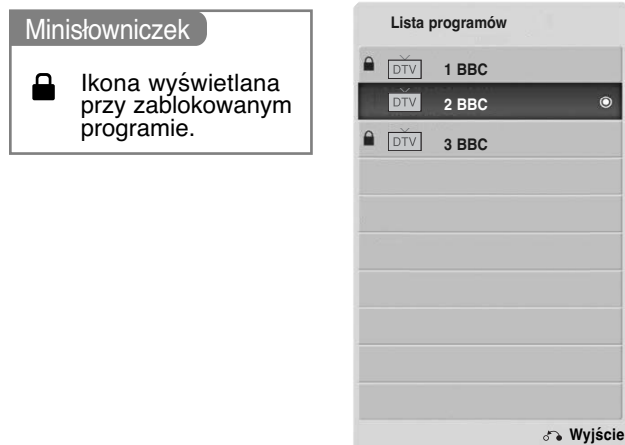 Minisłowniczek
Ikona wyświetlana
przy zablokowanym
programie.
Lista programów
DTV 1 BBC
DTV 2 BBC
DTV 3 BBC
Wyjście